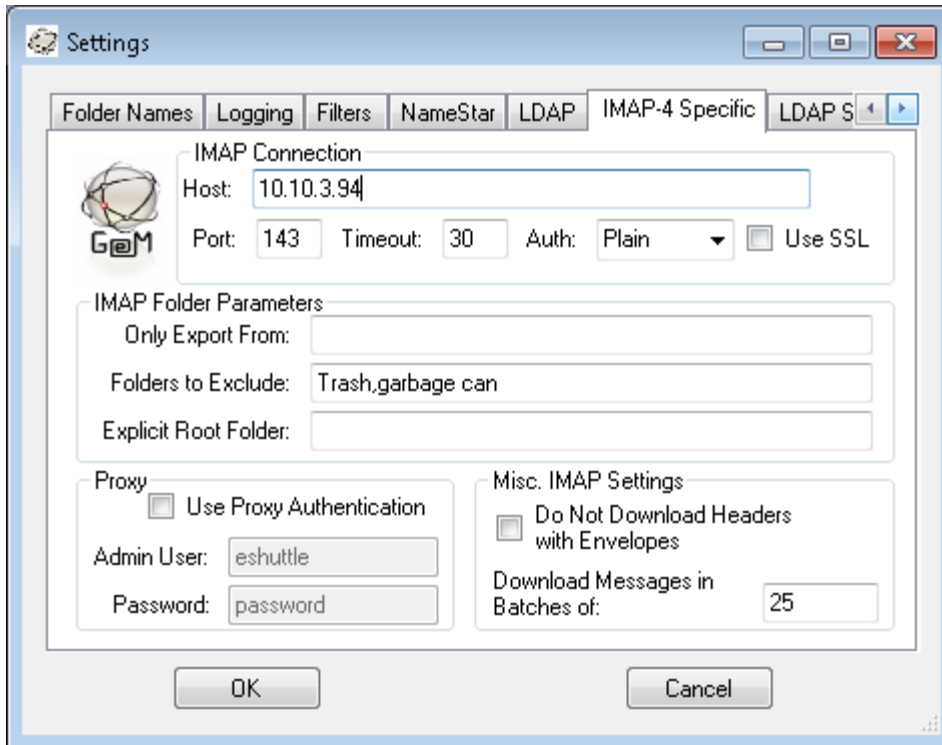 Settings
Folder Names Logging Filters NameStar LDAP IMAP-4 Specific LDAP S
IMAP Connection
Host: 10.10.3.94
G@M
Port: 143 Timeout: 30 Auth: Plain Use SSL
IMAP Folder Parameters
Only Export From:
Folders to Exclude: Trash,garbage can
Explicit Root Folder:
Proxy
Use Proxy Authentication
Admin User: eshuttle
Password: password
Misc. IMAP Settings
Do Not Download Headers
with Envelopes
Download Messages in
Batches of: 25
OK Cancel